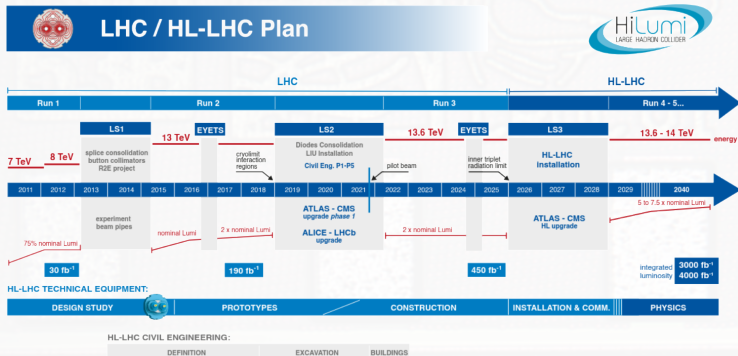 LHC / HL-LHC Plan
HiLumi
LARGE HADRON COLLIDER
LHC
HL-LHC
Run 1
Run 2
Run 3
Run 4 - 5...
LS1
EYETS
LS2
EYETS
LS3
13 TeV
13.6 TeV
13.6 - 14 TeV
energy
splice consolidation
button collimators
R2E project
Diodes Consolidation
LIU Installation
Civil Eng. P1-P5
HL-LHC
installation
7 TeV
8 TeV
cryolimit
interaction
regions
pilot beam
inner triplet
radiation limit
2011
2012
2013
2014
2015
2016
2017
2018
2019
2020
2021
2022
2023
2024
2025
2026
2027
2028
2029
2040
5 to 7.5 x nominal Lumi
experiment
beam pipes
ATLAS - CMS
upgrade phase 1
ALICE - LHCb
upgrade
ATLAS - CMS
HL upgrade
75% nominal Lumi
nominal Lumi
2 x nominal Lumi
2 x nominal Lumi
30 fb-1
190 fb-1
450 fb-1
integrated
luminosity
3000 fb-1
4000 fb-1
HL-LHC TECHNICAL EQUIPMENT:
DESIGN STUDY
PROTOTYPES
CONSTRUCTION
INSTALLATION & COMM.
PHYSICS
HL-LHC CIVIL ENGINEERING:
DEFINITION
EXCAVATION
BUILDINGS